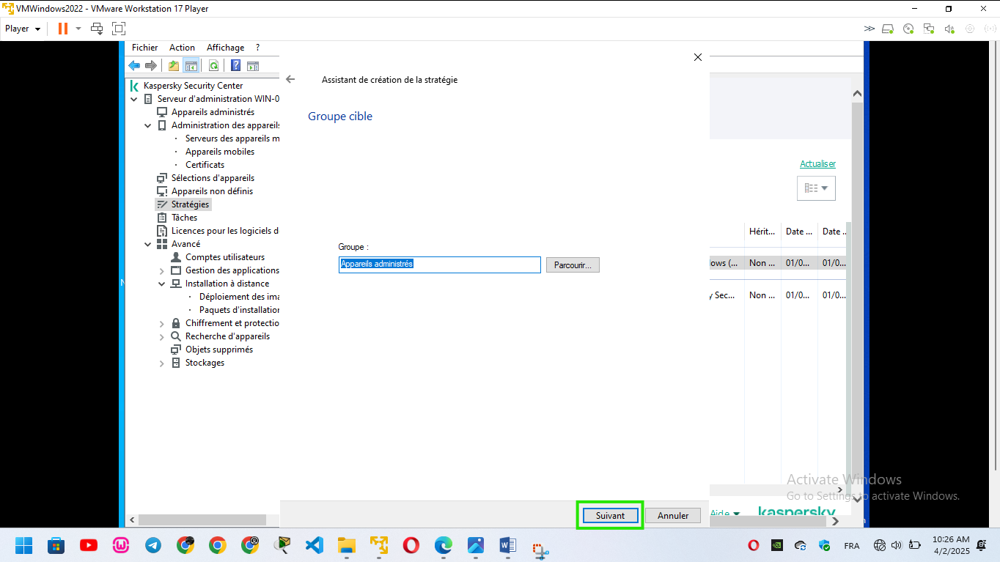 VMWindows2022 - VMware Workstation 17 Player
Player
Fichier Action Affichage ?
Kaspersky Security Center
Serveur d'administration WIN-0
Appareils administrés
Administration des appareils
Serveurs des appareils m
Appareils mobiles
Certificats
Sélections d'appareils
Appareils non définis
Stratégies
Tâches
Licences pour les logiciels d
Avancé
Comptes utilisateurs
Gestion des applications
Installation à distance
Déploiement des ima
Paquets d'installation
Chiffrement et protectio
Recherche d'appareils
Objets supprimés
Stockages
Assistant de création de la stratégie
Groupe cible
Groupe :
Appareils administrés
Parcourir...
Suivant Annuler
Actualiser
Hérit... Date ... Date ...
lows (... Non ... 01/0... 01/0...
y Sec... Non ... 01/0... 01/0...
Activate Windows
Go to Settings to activate Windows.
Aide kaspersky
FRA
10:26 AM
4/2/2025